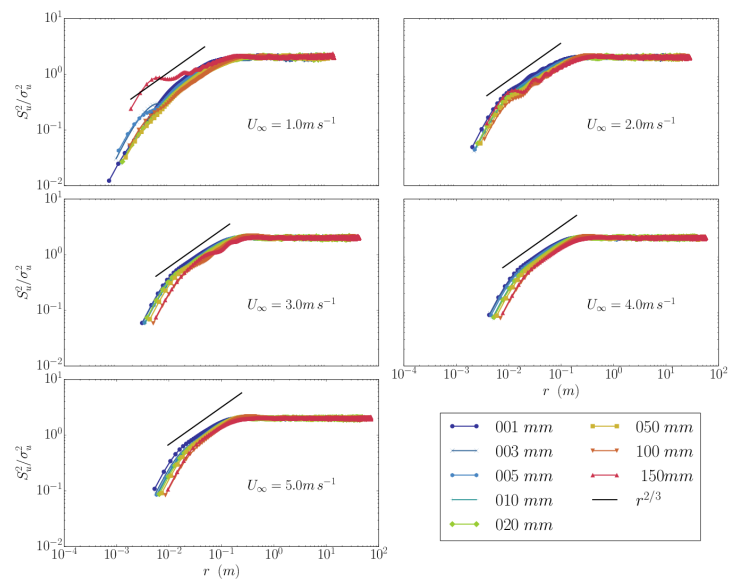 10^1
10^0
10^{-1}
10^{-2}
S_u^2/σ_u^2
U_∞ = 1.0m s^{-1}
U_∞ = 2.0m s^{-1}
10^1
10^0
10^{-1}
10^{-2}
S_u^2/σ_u^2
U_∞ = 3.0m s^{-1}
U_∞ = 4.0m s^{-1}
10^{-4} 10^{-3} 10^{-2} 10^{-1} 10^0 10^1 10^2
r (m)
10^1
10^0
10^{-1}
10^{-2}
S_u^2/σ_u^2
U_∞ = 5.0m s^{-1}
10^{-4} 10^{-3} 10^{-2} 10^{-1} 10^0 10^1 10^2
r (m)
001 mm
003 mm
005 mm
010 mm
020 mm
050 mm
100 mm
150mm
r^{2/3}